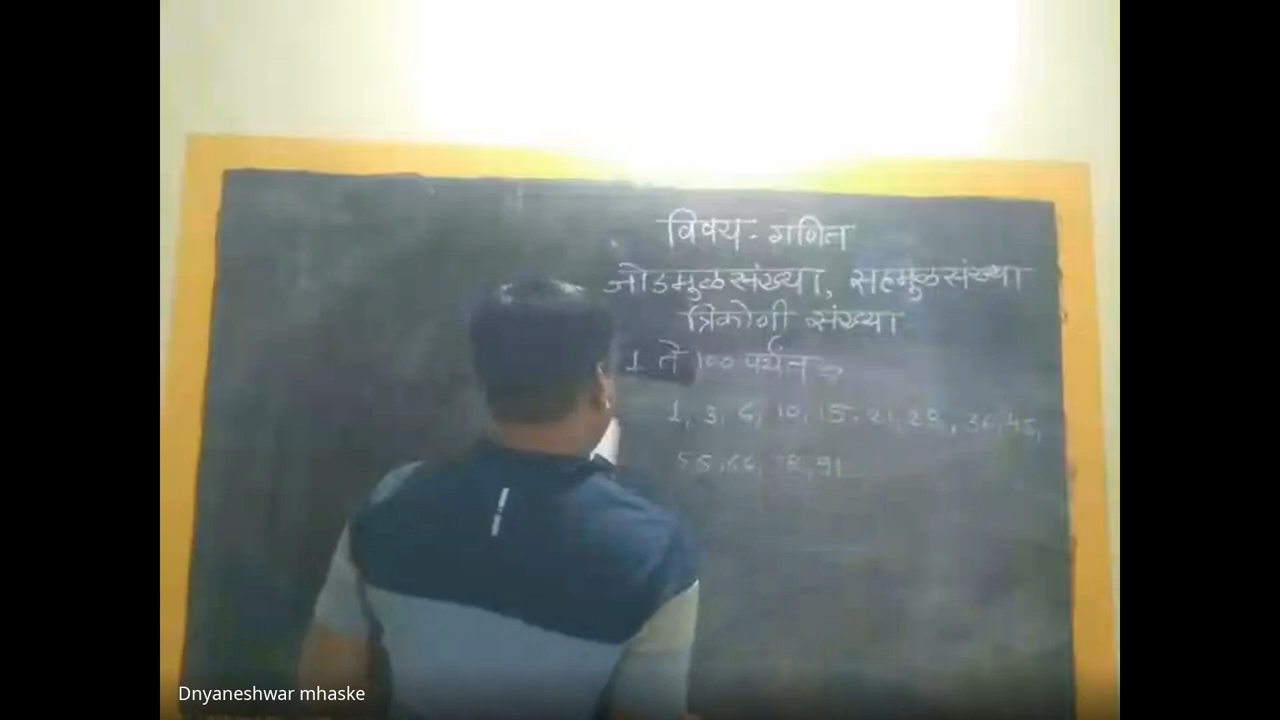 विषय - गणित
जोडमुळसंख्या, सहमुळसंख्या
त्रिकोणी संख्या
1 ते 100 पर्यंत →
1, 3, 6, 10, 15, 21, 28, 36, 45,
55, 66, 78, 91
Dnyaneshwar mhaske